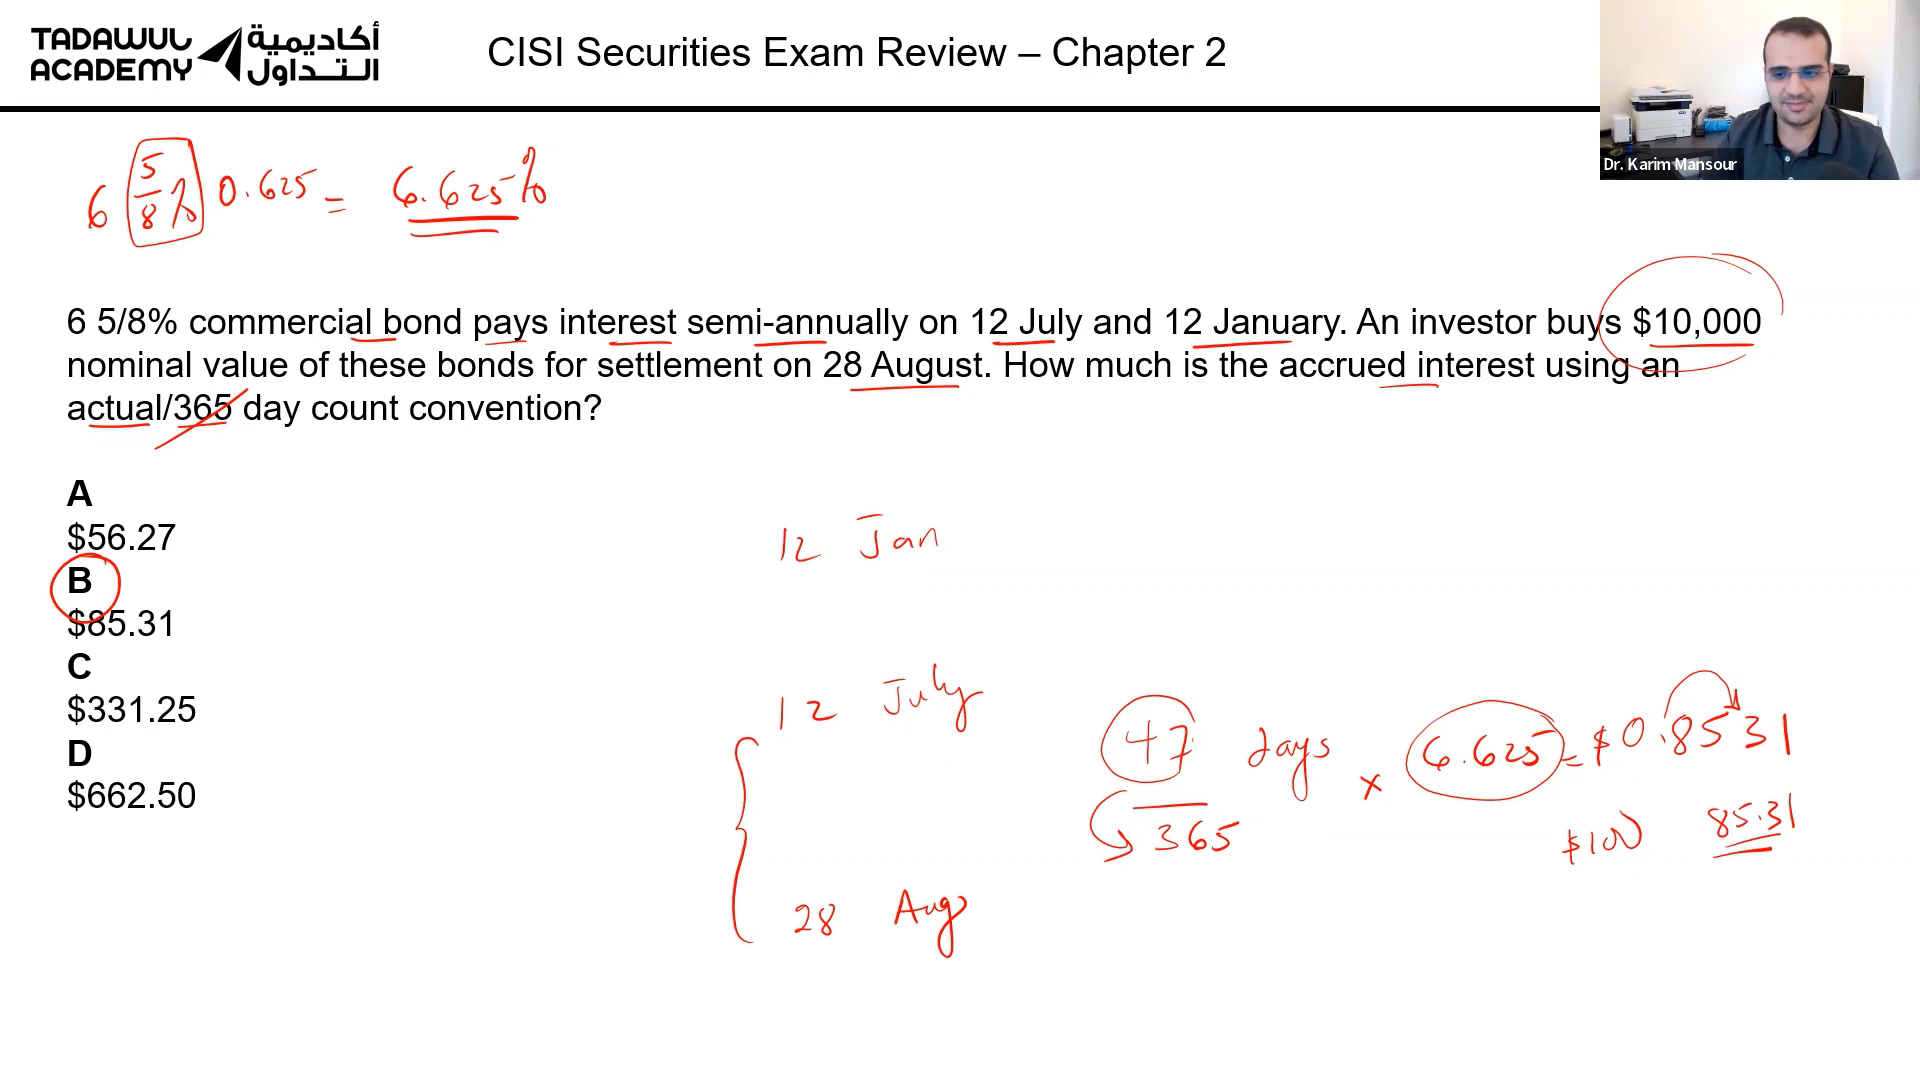 TADAWUL أكاديمية
ACADEMY التداول
CISI Securities Exam Review – Chapter 2
Dr. Karim Mansour
6 5/8% 0.625 = 6.625%
6 5/8% commercial bond pays interest semi-annually on 12 July and 12 January. An investor buys $10,000
nominal value of these bonds for settlement on 28 August. How much is the accrued interest using an
actual/365 day count convention?
A
$56.27
B
$85.31
C
$331.25
D
$662.50
12 Jan
12 July
28 Aug
47 days × 6.625 = $0.8531
365
$100 85.31